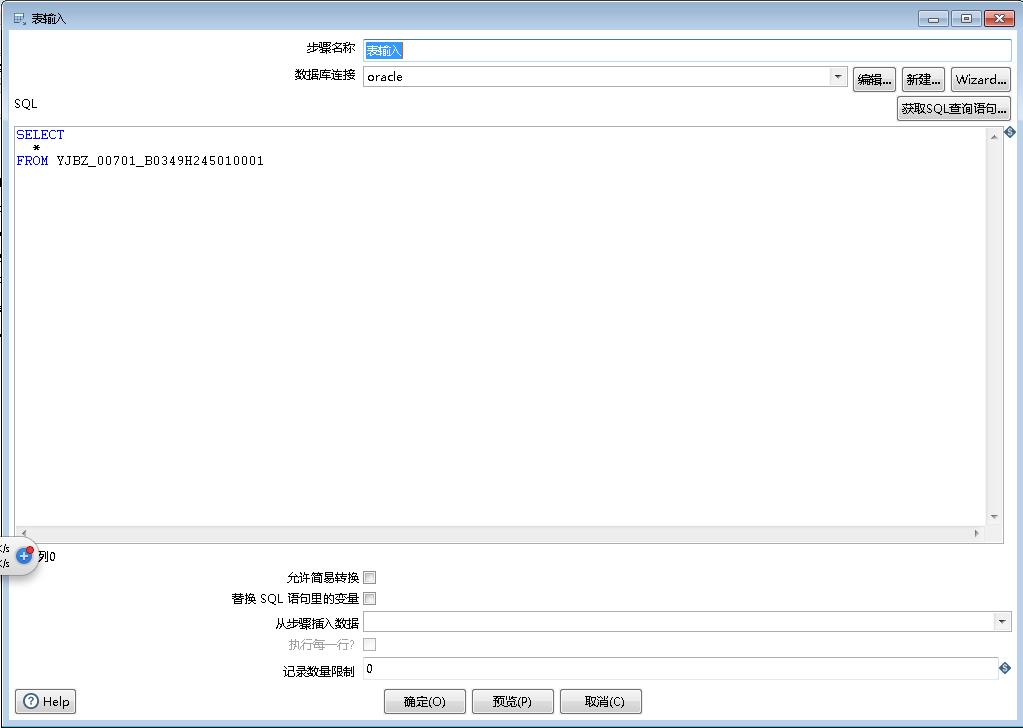 表输入
步骤名称 表输入
数据库连接 oracle 编辑... 新建... Wizard...
SQL 获取SQL查询语句...
SELECT
*
FROM YJBZ_00701_B0349H245010001
K/s
K/s
列0
允许简易转换
替换 SQL 语句里的变量
从步骤插入数据
执行每一行?
记录数量限制 0
Help 确定(O) 预览(P) 取消(C)